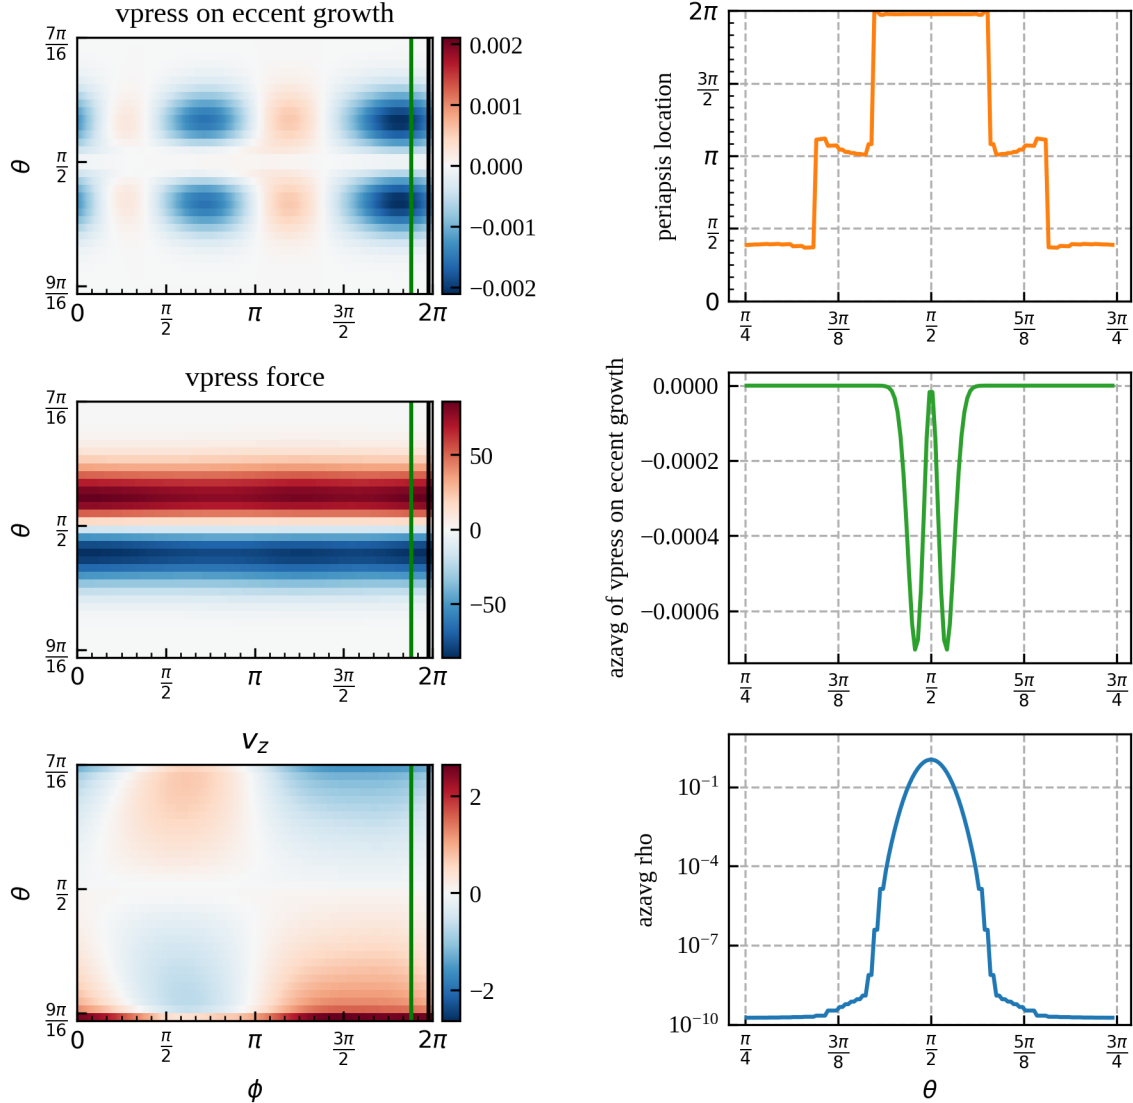 vpress on eccent growth
7π/16
π/2
9π/16
θ
0
π/2
π
3π/2
2π
0.002
0.001
0.000
−0.001
−0.002
periapsis location
2π
3π/2
π
π/2
0
π/4
3π/8
π/2
5π/8
3π/4
vpress force
7π/16
π/2
9π/16
θ
0
π/2
π
3π/2
2π
50
0
−50
azavg of vpress on eccent growth
0.0000
−0.0002
−0.0004
−0.0006
π/4
3π/8
π/2
5π/8
3π/4
v_z
7π/16
π/2
9π/16
θ
0
π/2
π
3π/2
2π
ϕ
2
0
−2
azavg rho
10^−1
10^−4
10^−7
10^−10
π/4
3π/8
π/2
5π/8
3π/4
θ